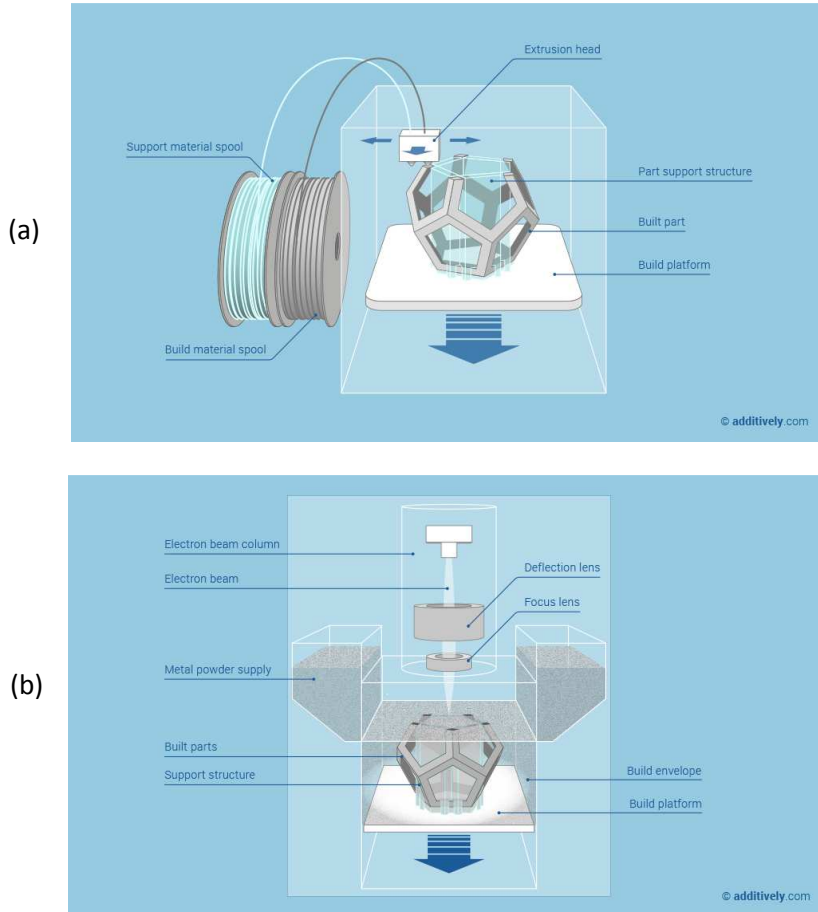 (a)
Extrusion head
Support material spool
Part support structure
Built part
Build platform
Build material spool
© additively.com
(b)
Electron beam column
Electron beam
Deflection lens
Focus lens
Metal powder supply
Built parts
Support structure
Build envelope
Build platform
© additively.com